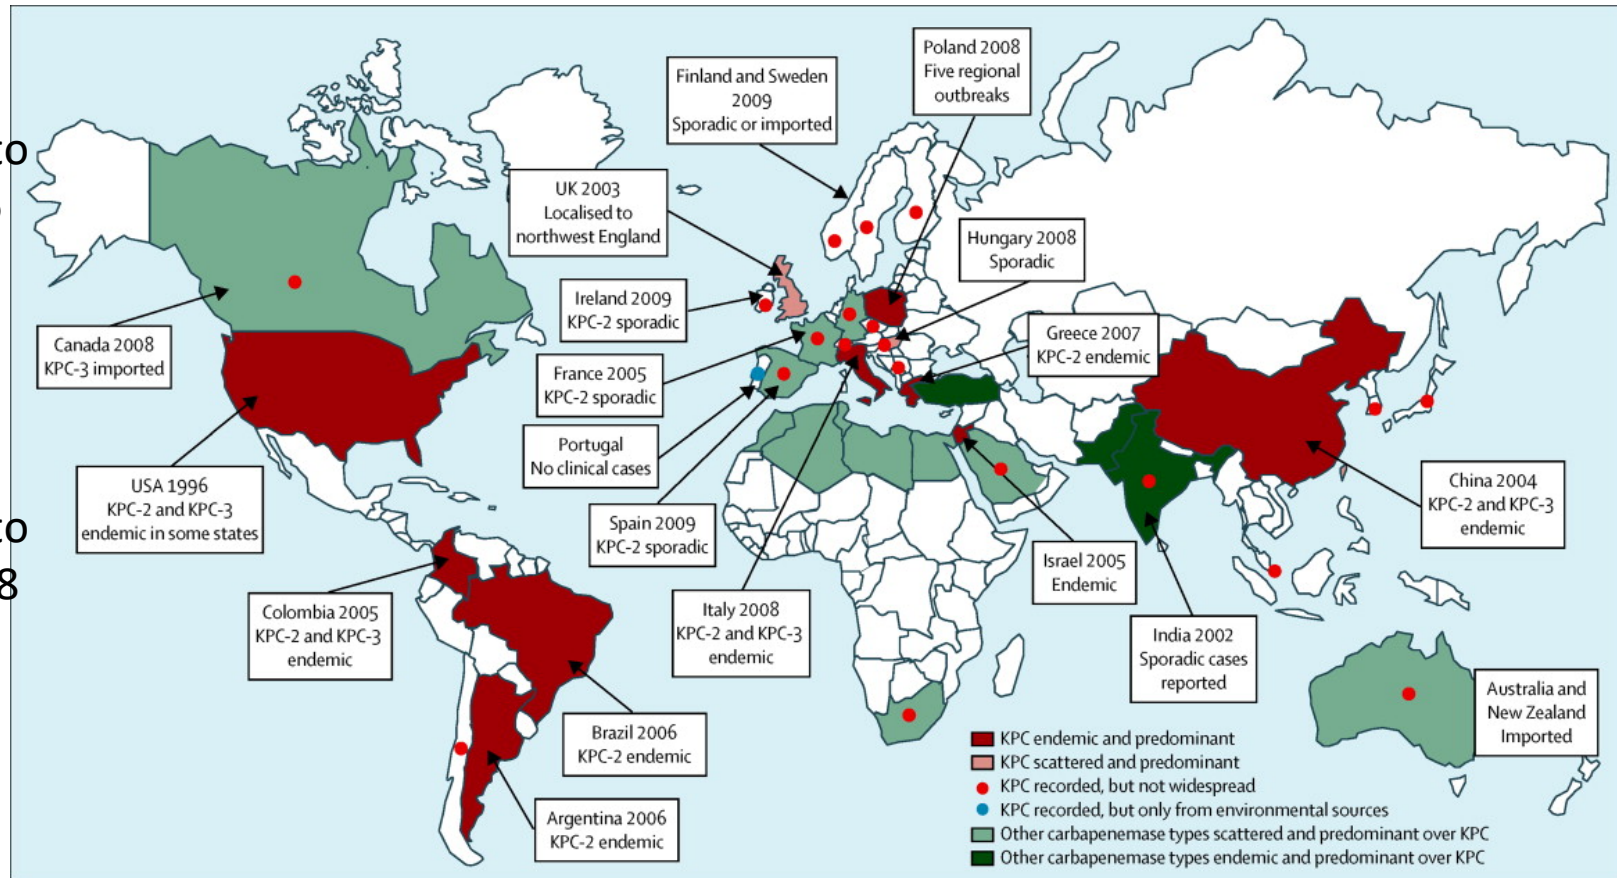 to
to
8
Finland and Sweden
2009
Sporadic or imported
Poland 2008
Five regional
outbreaks
UK 2003
Localised to
northwest England
Hungary 2008
Sporadic
Ireland 2009
KPC-2 sporadic
Canada 2008
KPC-3 imported
Greece 2007
KPC-2 endemic
France 2005
KPC-2 sporadic
Portugal
No clinical cases
USA 1996
KPC-2 and KPC-3
endemic in some states
Spain 2009
KPC-2 sporadic
China 2004
KPC-2 and KPC-3
endemic
Israel 2005
Endemic
Colombia 2005
KPC-2 and KPC-3
endemic
Italy 2008
KPC-2 and KPC-3
endemic
India 2002
Sporadic cases
reported
Australia and
New Zealand
Imported
Brazil 2006
KPC-2 endemic
Argentina 2006
KPC-2 endemic
KPC endemic and predominant
KPC scattered and predominant
KPC recorded, but not widespread
KPC recorded, but only from environmental sources
Other carbapenemase types scattered and predominant over KPC
Other carbapenemase types endemic and predominant over KPC